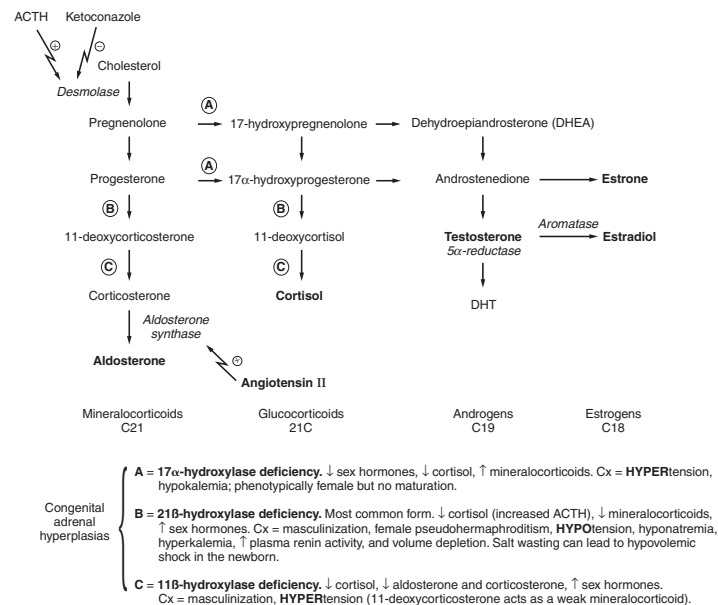 ACTH Ketoconazole
+ −
Cholesterol
Desmolase
A
Pregnenolone 17-hydroxypregnenolone Dehydroepiandrosterone (DHEA)
A
Progesterone 17α-hydroxyprogesterone Androstenedione Estrone
B B
Aromatase
11-deoxycorticosterone 11-deoxycortisol Testosterone Estradiol
5α-reductase
C C
Corticosterone Cortisol
DHT
Aldosterone
synthase
Aldosterone
+
Angiotensin II
Mineralocorticoids Glucocorticoids Androgens Estrogens
C21 21C C19 C18
Congenital
adrenal
hyperplasias
A = 17α-hydroxylase deficiency. ↓ sex hormones, ↓ cortisol, ↑ mineralocorticoids. Cx = HYPERtension,
hypokalemia; phenotypically female but no maturation.
B = 21ß-hydroxylase deficiency. Most common form. ↓ cortisol (increased ACTH), ↓ mineralocorticoids,
↑ sex hormones. Cx = masculinization, female pseudohermaphroditism, HYPOtension, hyponatremia,
hyperkalemia, ↑ plasma renin activity, and volume depletion. Salt wasting can lead to hypovolemic
shock in the newborn.
C = 11ß-hydroxylase deficiency. ↓ cortisol, ↓ aldosterone and corticosterone, ↑ sex hormones.
Cx = masculinization, HYPERtension (11-deoxycorticosterone acts as a weak mineralocorticoid).